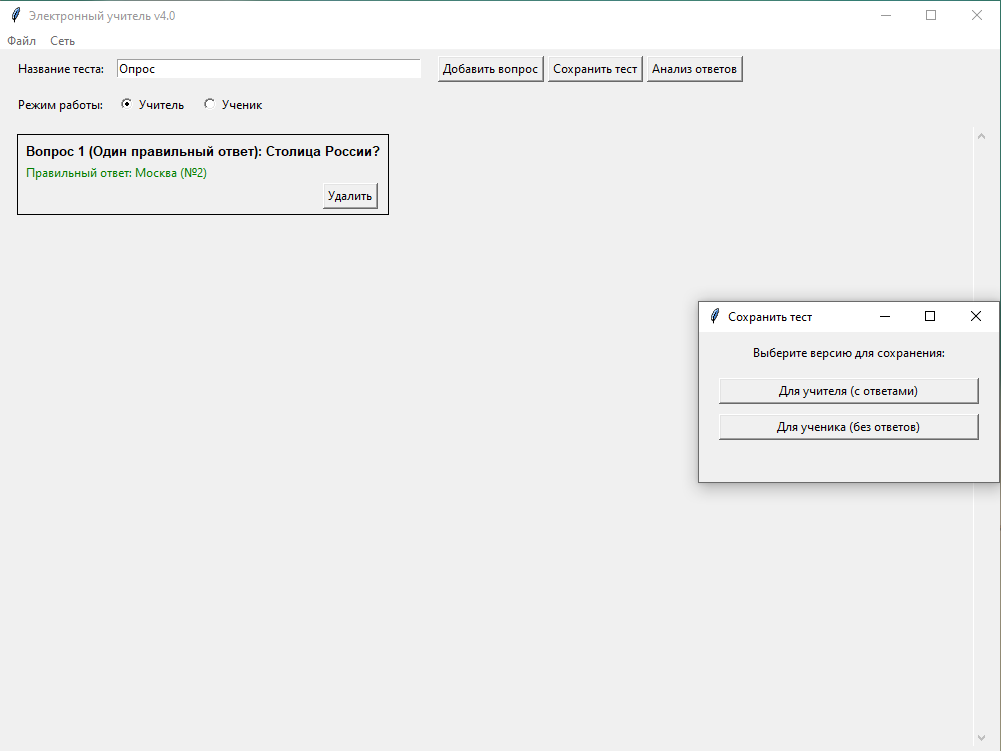 Электронный учитель v4.0
Файл Сеть
Название теста: Опрос Добавить вопрос Сохранить тест Анализ ответов
Режим работы: Учитель Ученик
Вопрос 1 (Один правильный ответ): Столица России?
Правильный ответ: Москва (№2)
Удалить
Сохранить тест
Выберите версию для сохранения:
Для учителя (с ответами)
Для ученика (без ответов)